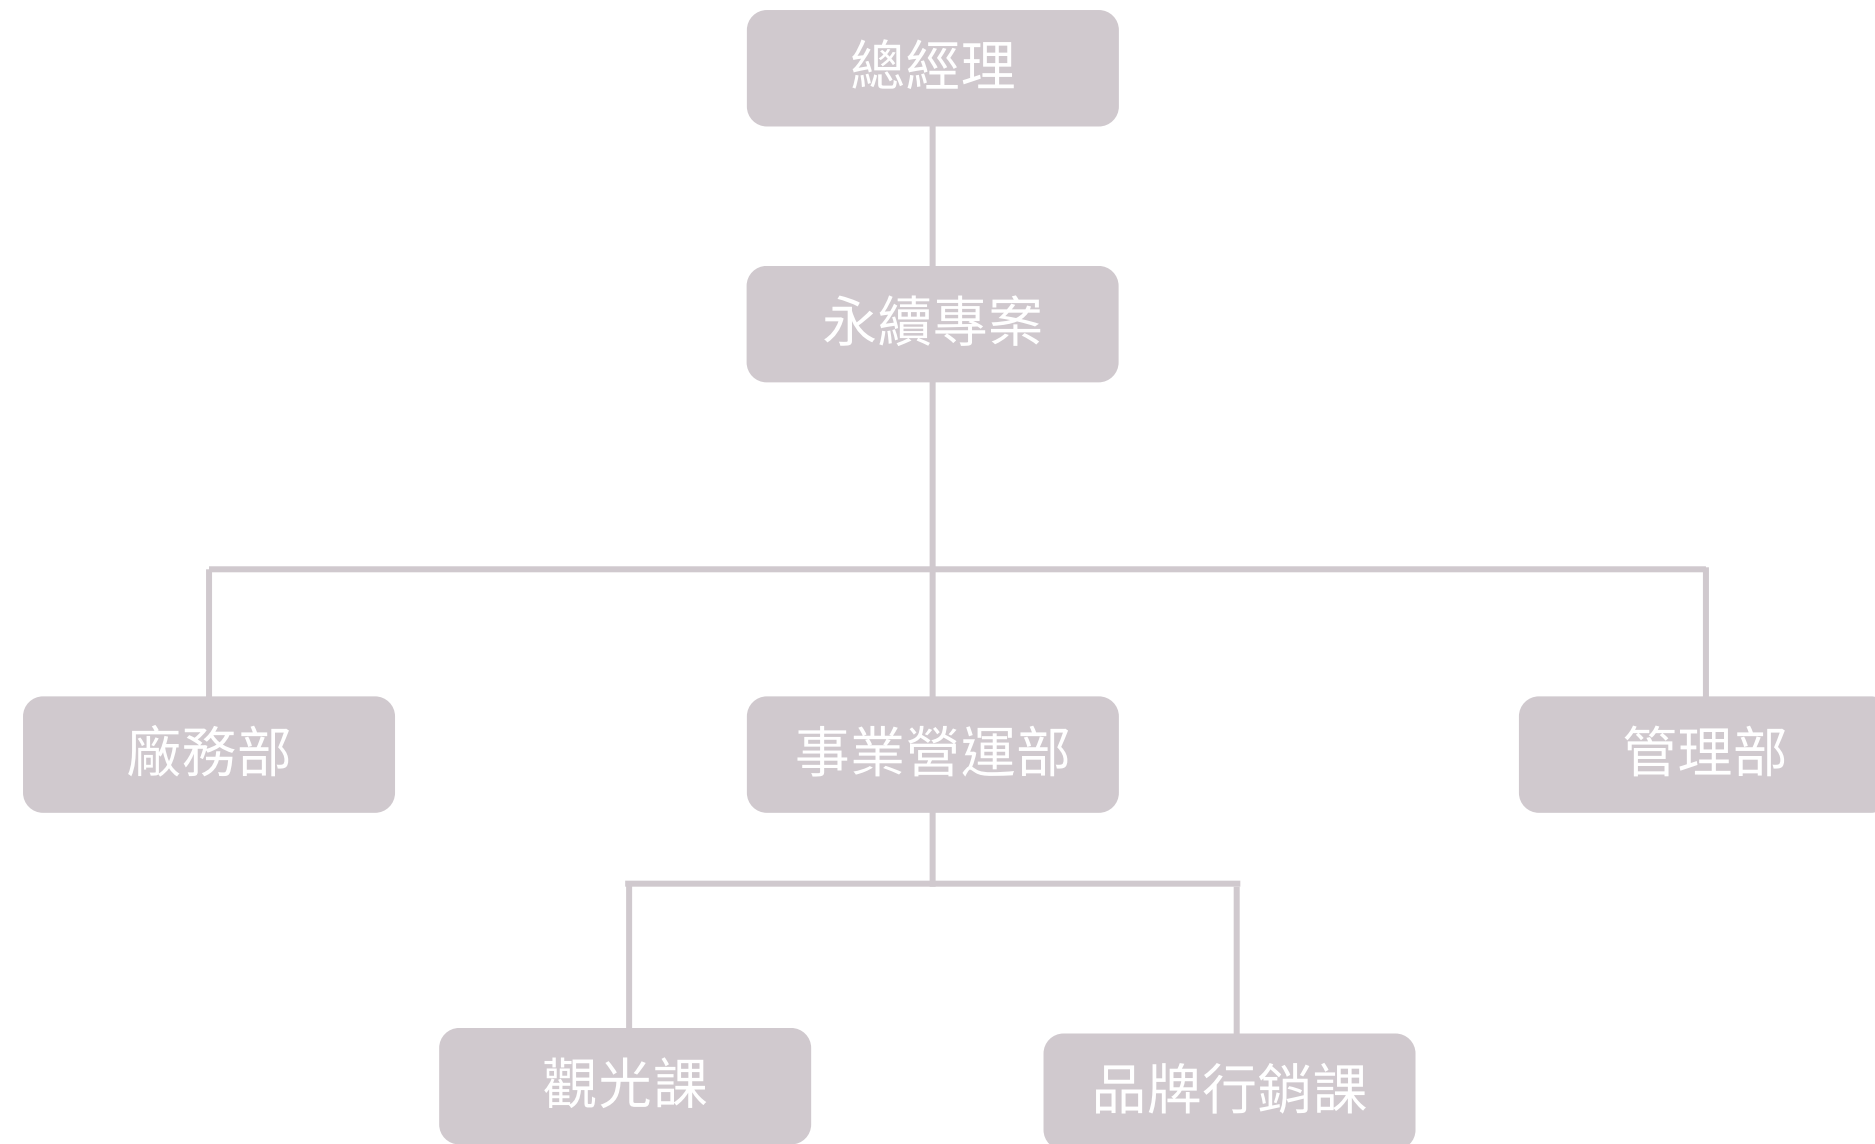 總經理
永續專案
廠務部
事業營運部
管理部
觀光課
品牌行銷課